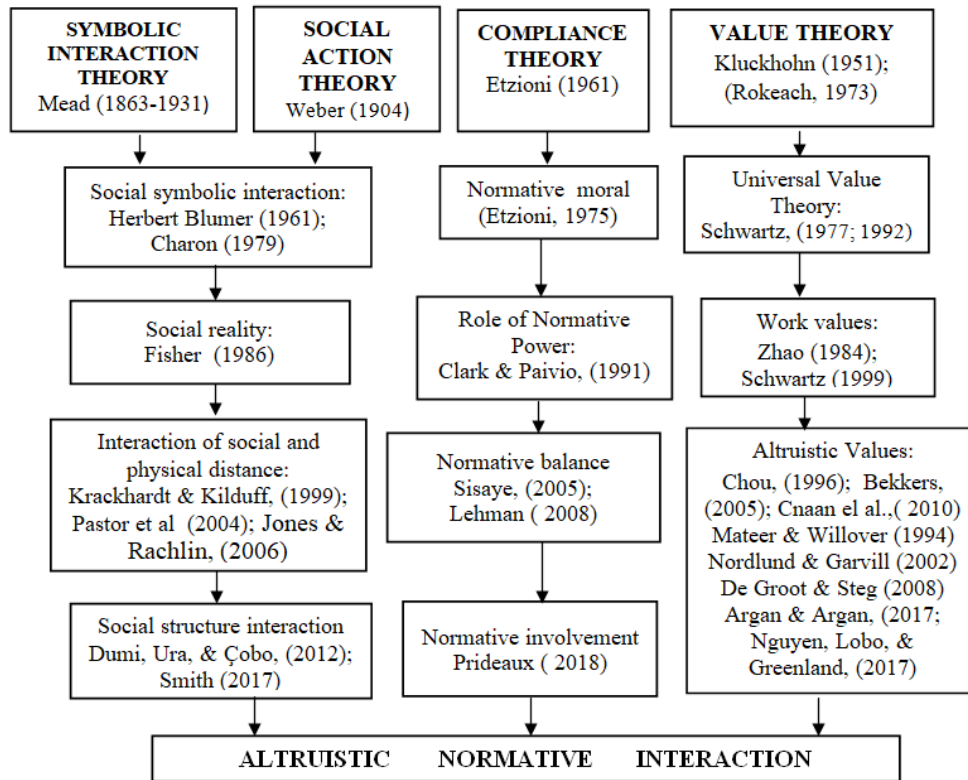 SYMBOLIC
INTERACTION
THEORY
Mead (1863-1931)
SOCIAL
ACTION
THEORY
Weber (1904)
COMPLIANCE
THEORY
Etzioni (1961)
VALUE THEORY
Kluckhohn (1951);
(Rokeach, 1973)
Social symbolic interaction:
Herbert Blumer (1961);
Charon (1979)
Normative moral
(Etzioni, 1975)
Universal Value
Theory:
Schwartz, (1977; 1992)
Social reality:
Fisher (1986)
Role of Normative
Power:
Clark & Paivio, (1991)
Work values:
Zhao (1984);
Schwartz (1999)
Interaction of social and
physical distance:
Krackhardt & Kilduff, (1999);
Pastor et al (2004); Jones &
Rachlin, (2006)
Normative balance
Sisaye, (2005);
Lehman ( 2008)
Altruistic Values:
Chou, (1996); Bekkers,
(2005); Cnaan el al.,( 2010)
Mateer & Willover (1994)
Nordlund & Garvill (2002)
De Groot & Steg (2008)
Argan & Argan, (2017;
Nguyen, Lobo, &
Greenland, (2017)
Social structure interaction
Dumi, Ura, & Çobo, (2012);
Smith (2017)
Normative involvement
Prideaux ( 2018)
ALTRUISTIC NORMATIVE INTERACTION